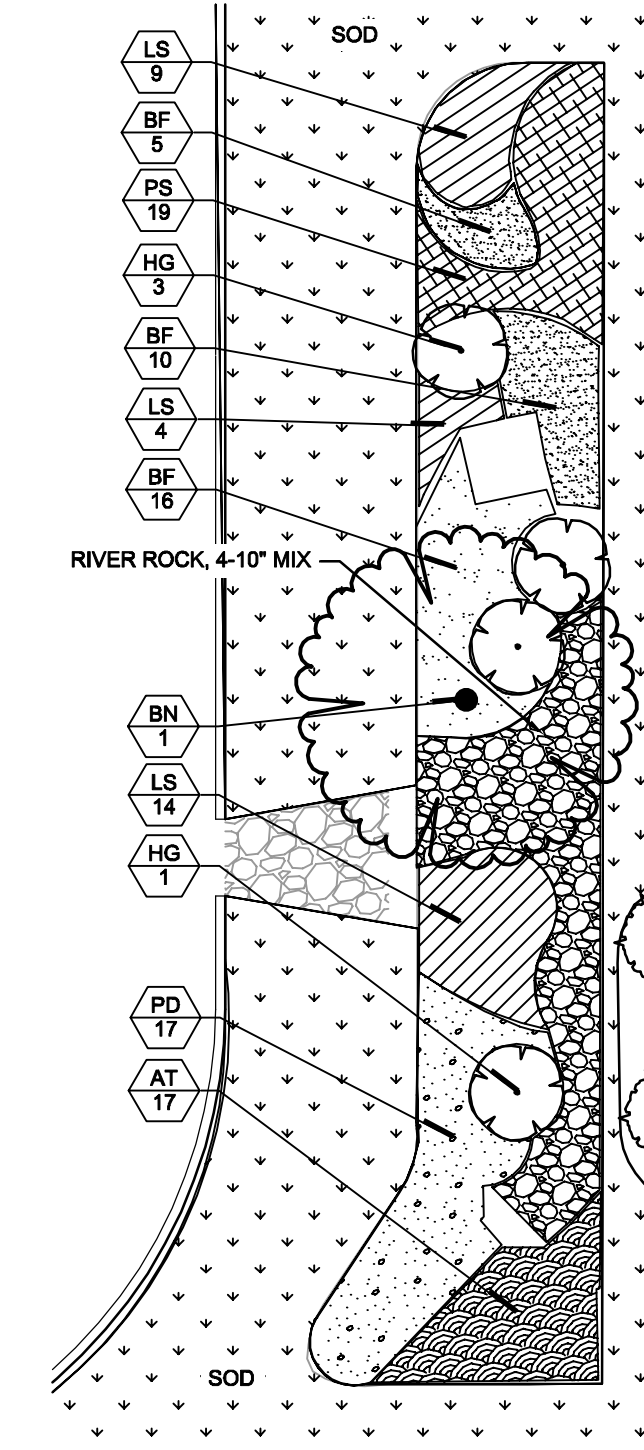 SOD
LS
9
BF
5
PS
19
HG
3
BF
10
LS
4
BF
16
RIVER ROCK, 4-10" MIX
BN
1
LS
14
HG
1
PD
17
AT
17
SOD